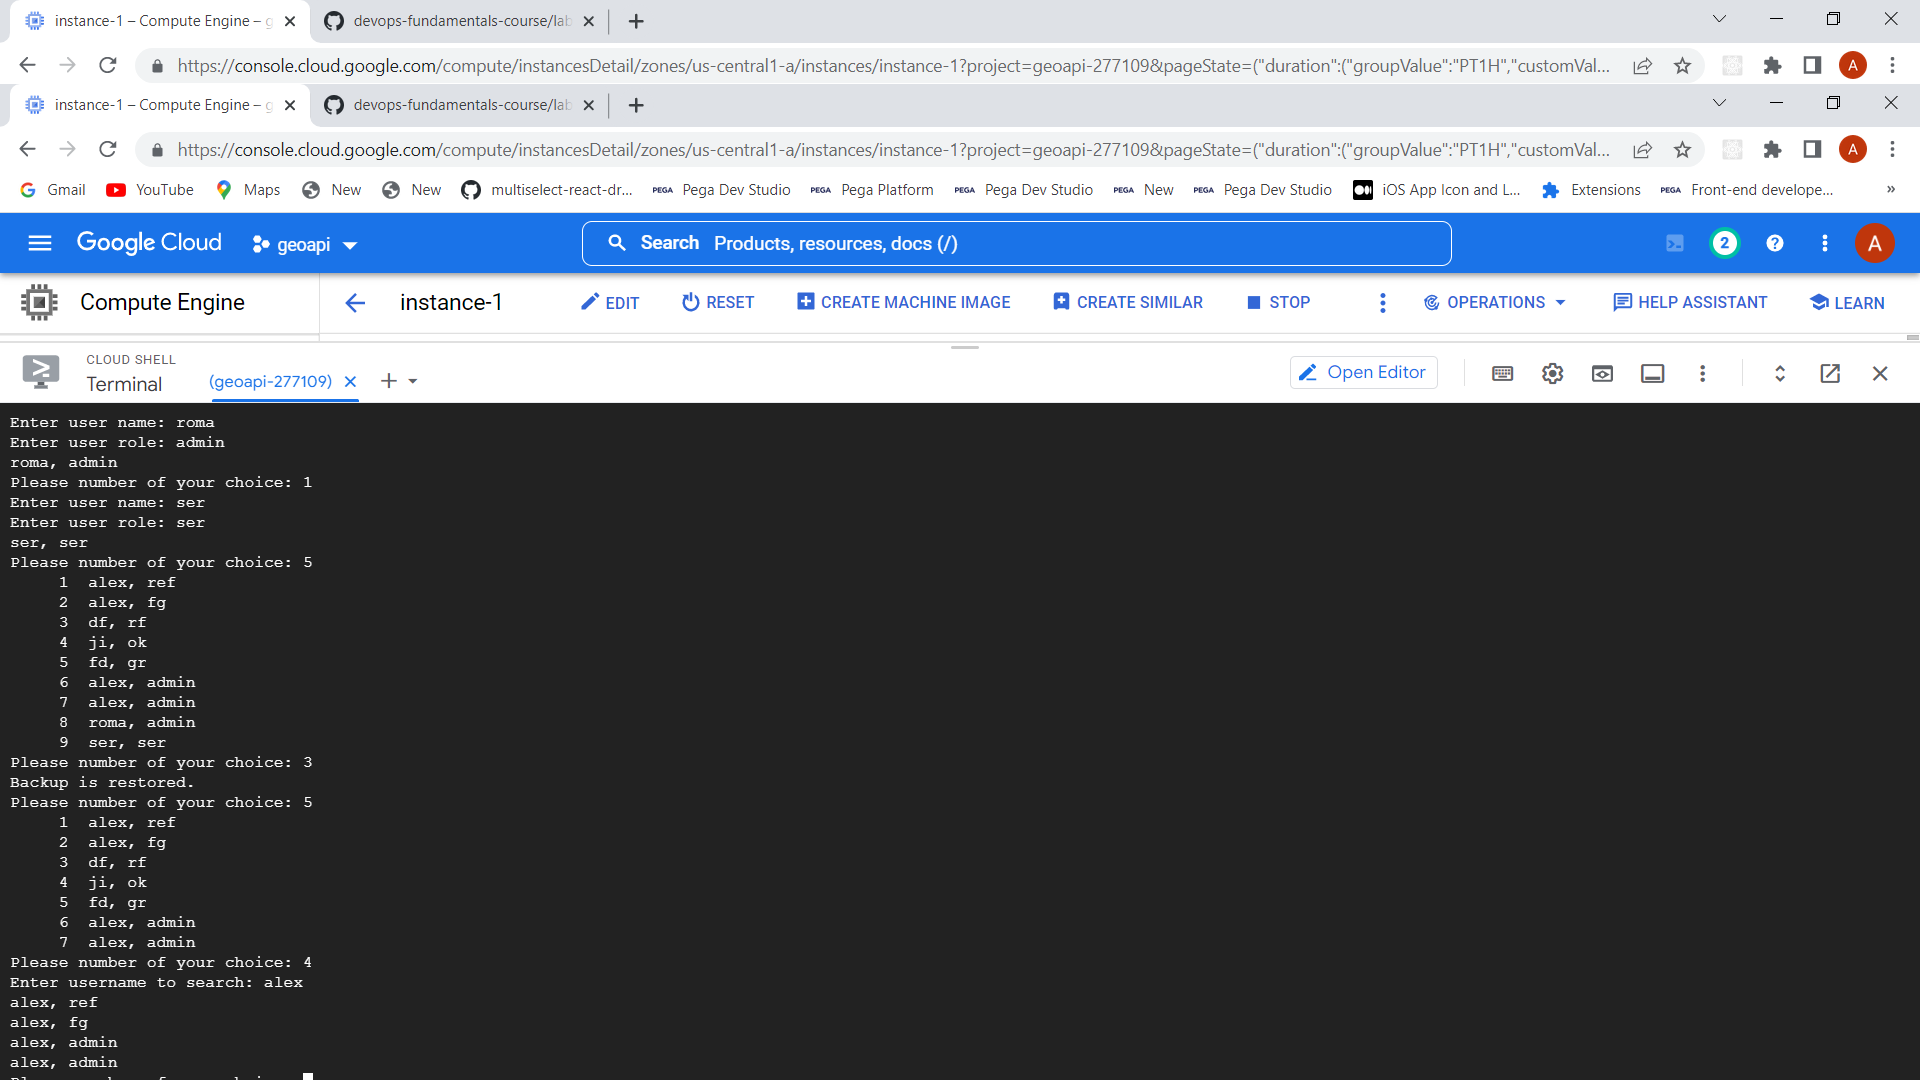 instance-1 – Compute Engine – g
devops-fundamentals-course/lab
https://console.cloud.google.com/compute/instancesDetail/zones/us-central1-a/instances/instance-1?project=geoapi-277109&pageState=("duration":("groupValue":"PT1H","customVal...
A
instance-1 – Compute Engine – g
devops-fundamentals-course/lab
https://console.cloud.google.com/compute/instancesDetail/zones/us-central1-a/instances/instance-1?project=geoapi-277109&pageState=("duration":("groupValue":"PT1H","customVal...
A
Gmail YouTube Maps New New multiselect-react-dr... PEGA Pega Dev Studio PEGA Pega Platform PEGA Pega Dev Studio PEGA New PEGA Pega Dev Studio iOS App Icon and L... Extensions PEGA Front-end develope... »
Google Cloud geoapi Search Products, resources, docs (/) 2 ? A
Compute Engine instance-1 EDIT RESET CREATE MACHINE IMAGE CREATE SIMILAR STOP OPERATIONS HELP ASSISTANT LEARN
CLOUD SHELL
Terminal (geoapi-277109) Open Editor
Enter user name: roma
Enter user role: admin
roma, admin
Please number of your choice: 1
Enter user name: ser
Enter user role: ser
ser, ser
Please number of your choice: 5
1 alex, ref
2 alex, fg
3 df, rf
4 ji, ok
5 fd, gr
6 alex, admin
7 alex, admin
8 roma, admin
9 ser, ser
Please number of your choice: 3
Backup is restored.
Please number of your choice: 5
1 alex, ref
2 alex, fg
3 df, rf
4 ji, ok
5 fd, gr
6 alex, admin
7 alex, admin
Please number of your choice: 4
Enter username to search: alex
alex, ref
alex, fg
alex, admin
alex, admin